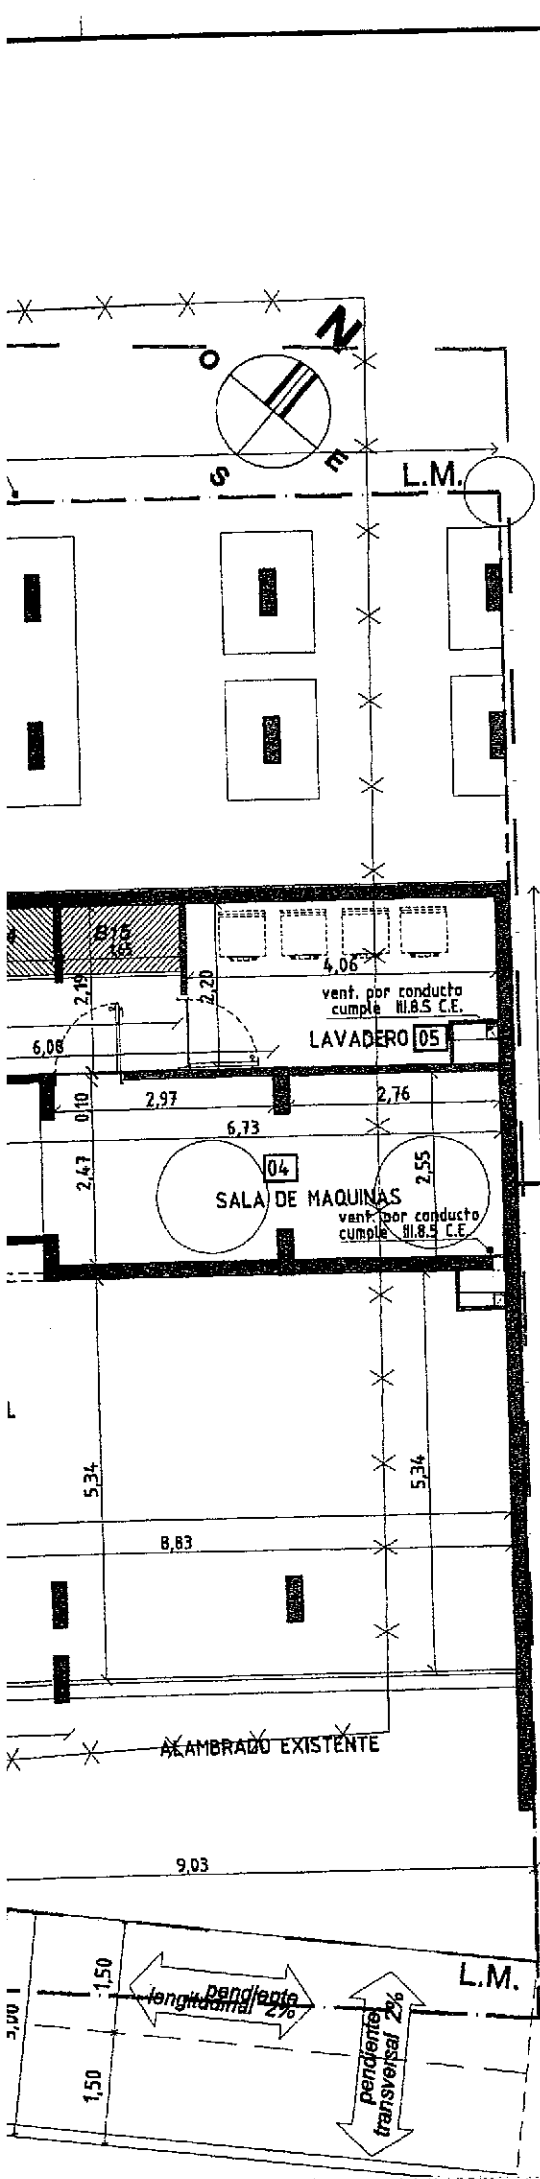 N
O
S
E
L.M.
B15
2,19
2,20
4,06
vent. por conducto
cumple III.8.5 C.E.
LAVADERO 05
6,08
0,10
2,97
2,76
6,73
2,47
04
2,55
SALA DE MAQUINAS
vent. por conducto
cumple III.8.5 C.E.
L
5,34
5,34
8,83
ALAMBRADO EXISTENTE
9,03
L.M.
1,50
pendiente
longitudinal 2%
pendiente
transversal 2%
1,50